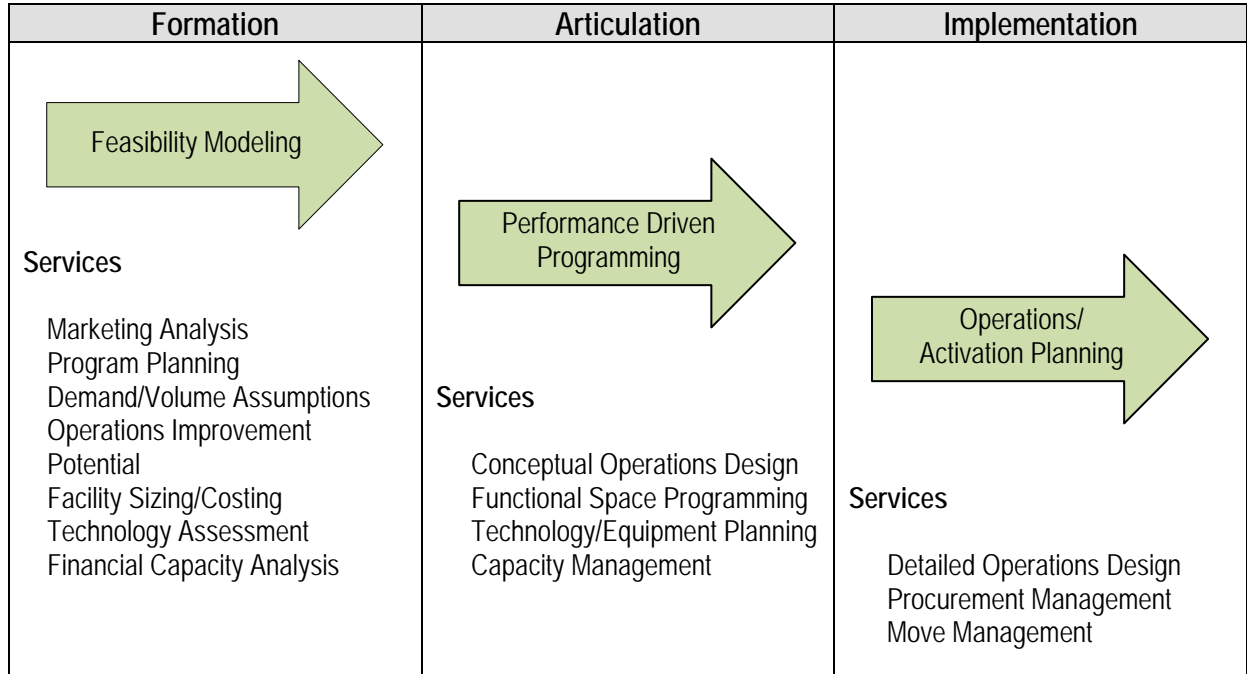 Formation
Feasibility Modeling
Services
Marketing Analysis
Program Planning
Demand/Volume Assumptions
Operations Improvement
Potential
Facility Sizing/Costing
Technology Assessment
Financial Capacity Analysis
Articulation
Performance Driven
Programming
Services
Conceptual Operations Design
Functional Space Programming
Technology/Equipment Planning
Capacity Management
Implementation
Operations/
Activation Planning
Services
Detailed Operations Design
Procurement Management
Move Management